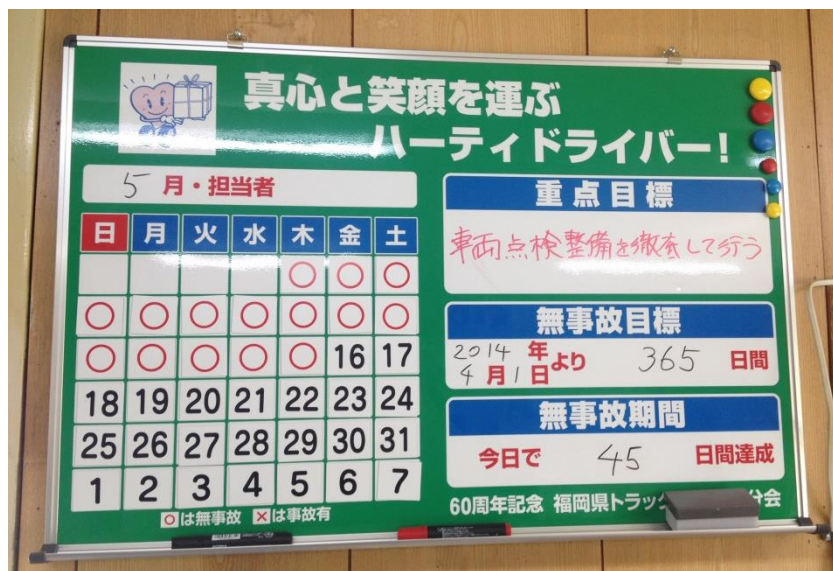 真心と笑顔を運ぶ
ハーティドライバー!
5月・担当者
日 月 火 水 木 金 土
○ ○ ○
○ ○ ○ ○ ○ ○ ○
○ ○ ○ ○ ○ 16 17
18 19 20 21 22 23 24
25 26 27 28 29 30 31
1 2 3 4 5 6 7
○は無事故 ×は事故有
重点目標
車両点検整備を徹底して行う
無事故目標
2014年
4月1日より 365 日間
無事故期間
今日で 45 日間達成
60周年記念 福岡県トラック 分会